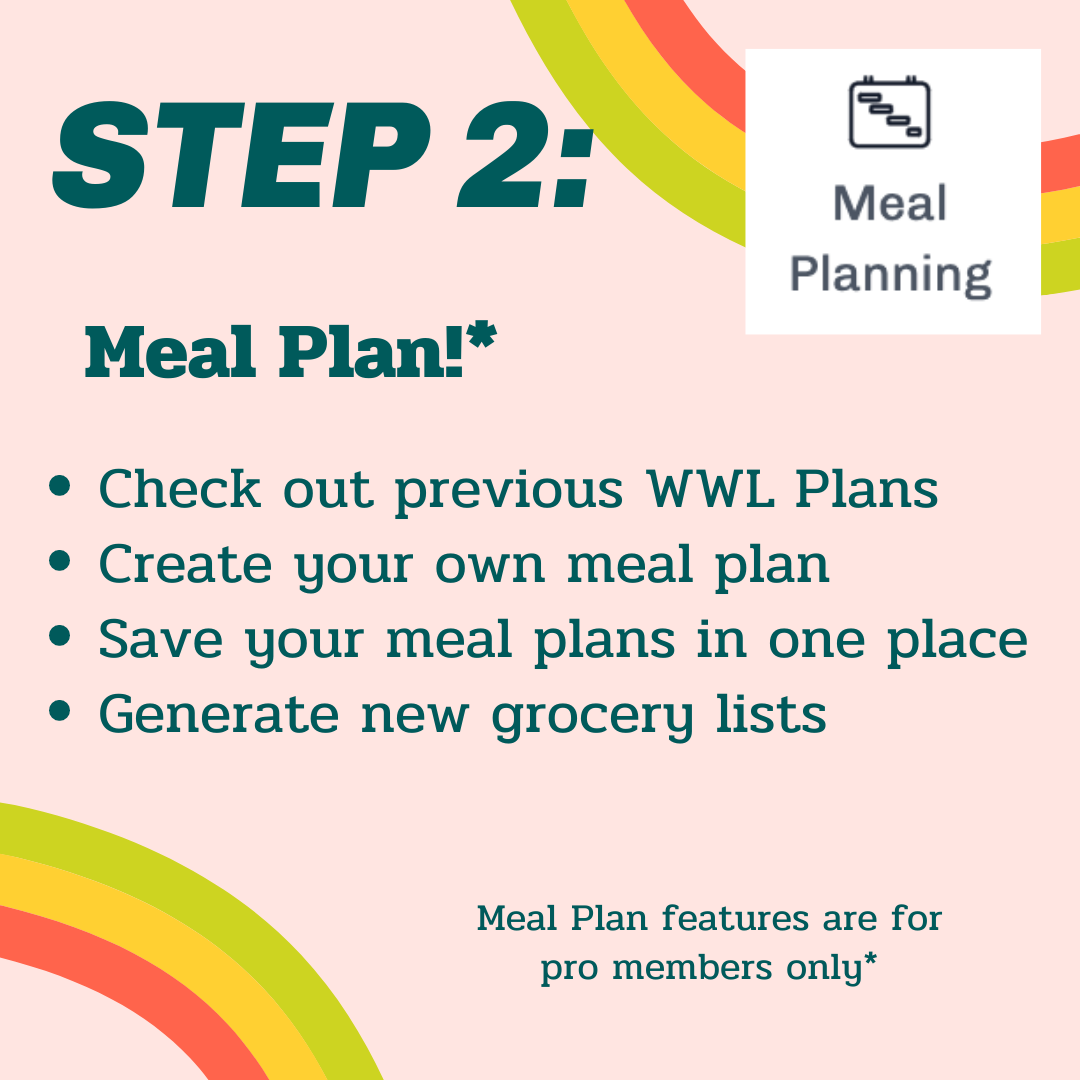 STEP 2:
Meal
Planning
Meal Plan!*
• Check out previous WWL Plans
• Create your own meal plan
• Save your meal plans in one place
• Generate new grocery lists
Meal Plan features are for
pro members only*